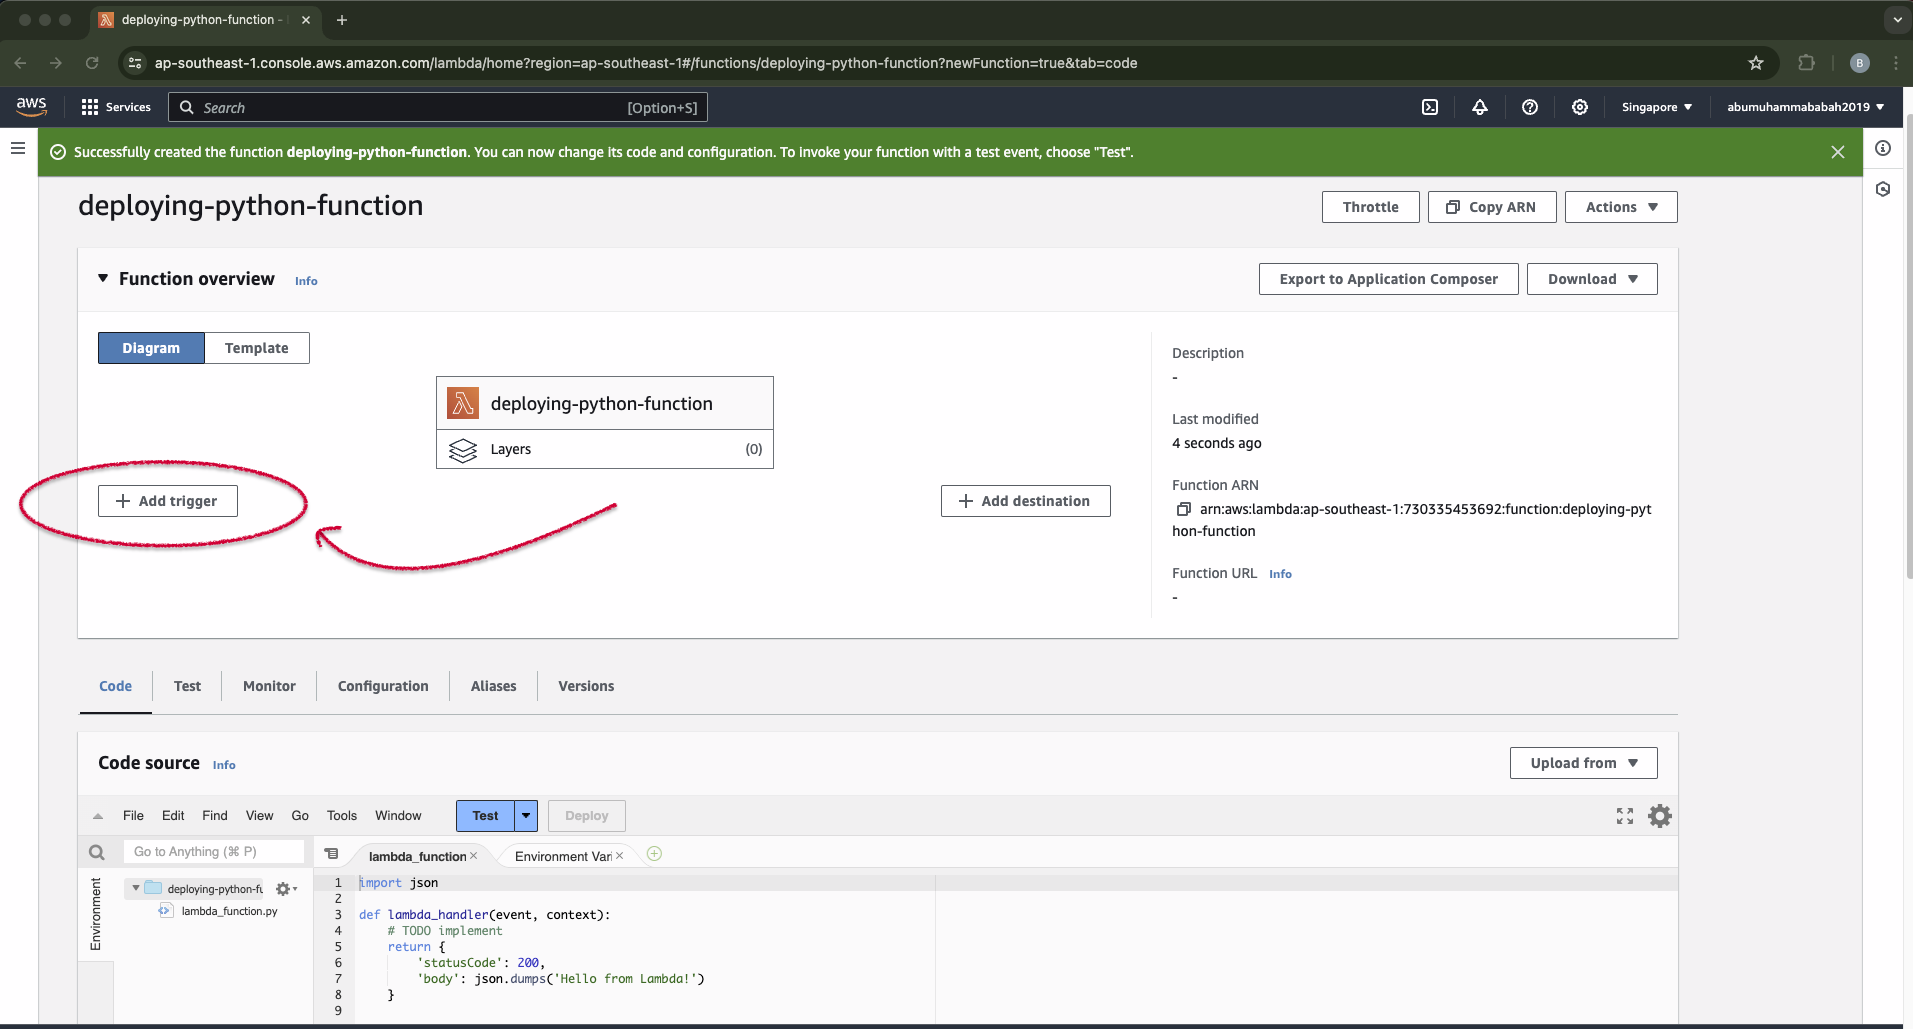 deploying-python-function -
ap-southeast-1.console.aws.amazon.com/lambda/home?region=ap-southeast-1#/functions/deploying-python-function?newFunction=true&tab=code
B
aws Services Search [Option+S] Singapore ▼ abumuhammababah2019 ▼
Successfully created the function deploying-python-function. You can now change its code and configuration. To invoke your function with a test event, choose "Test".
deploying-python-function
Throttle Copy ARN Actions ▼
Function overview Info
Export to Application Composer Download ▼
Diagram Template
deploying-python-function
Layers (0)
+ Add trigger
+ Add destination
Description
-
Last modified
4 seconds ago
Function ARN
arn:aws:lambda:ap-southeast-1:730335453692:function:deploying-pyt
hon-function
Function URL Info
-
Code Test Monitor Configuration Aliases Versions
Code source Info
Upload from ▼
File Edit Find View Go Tools Window Test Deploy
Go to Anything (⌘ P)
lambda_function × Environment Vari ×
Environment
deploying-python-fu
lambda_function.py
1 import json
2
3 def lambda_handler(event, context):
4     # TODO implement
5     return {
6         'statusCode': 200,
7         'body': json.dumps('Hello from Lambda!')
8     }
9